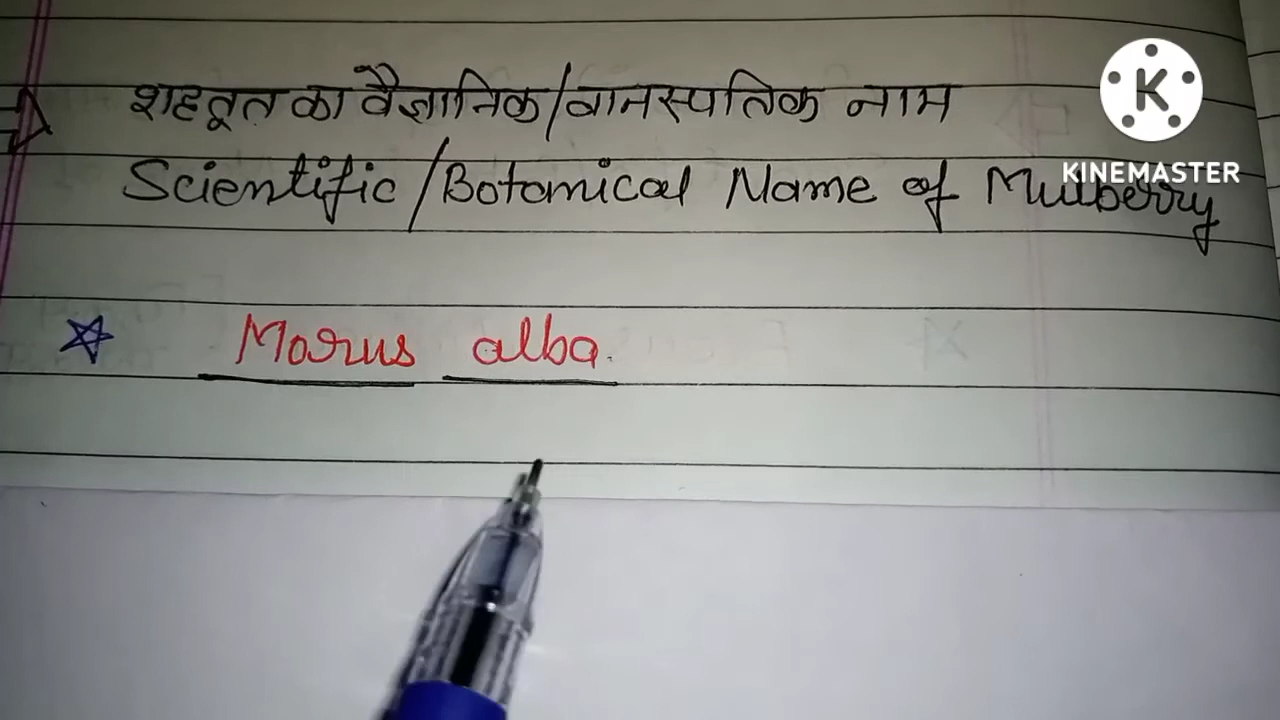 शहतूत का वैज्ञानिक/वानस्पतिक नाम
Scientific/Botanical Name of Mulberry
Morus alba.
K
KINEMASTER